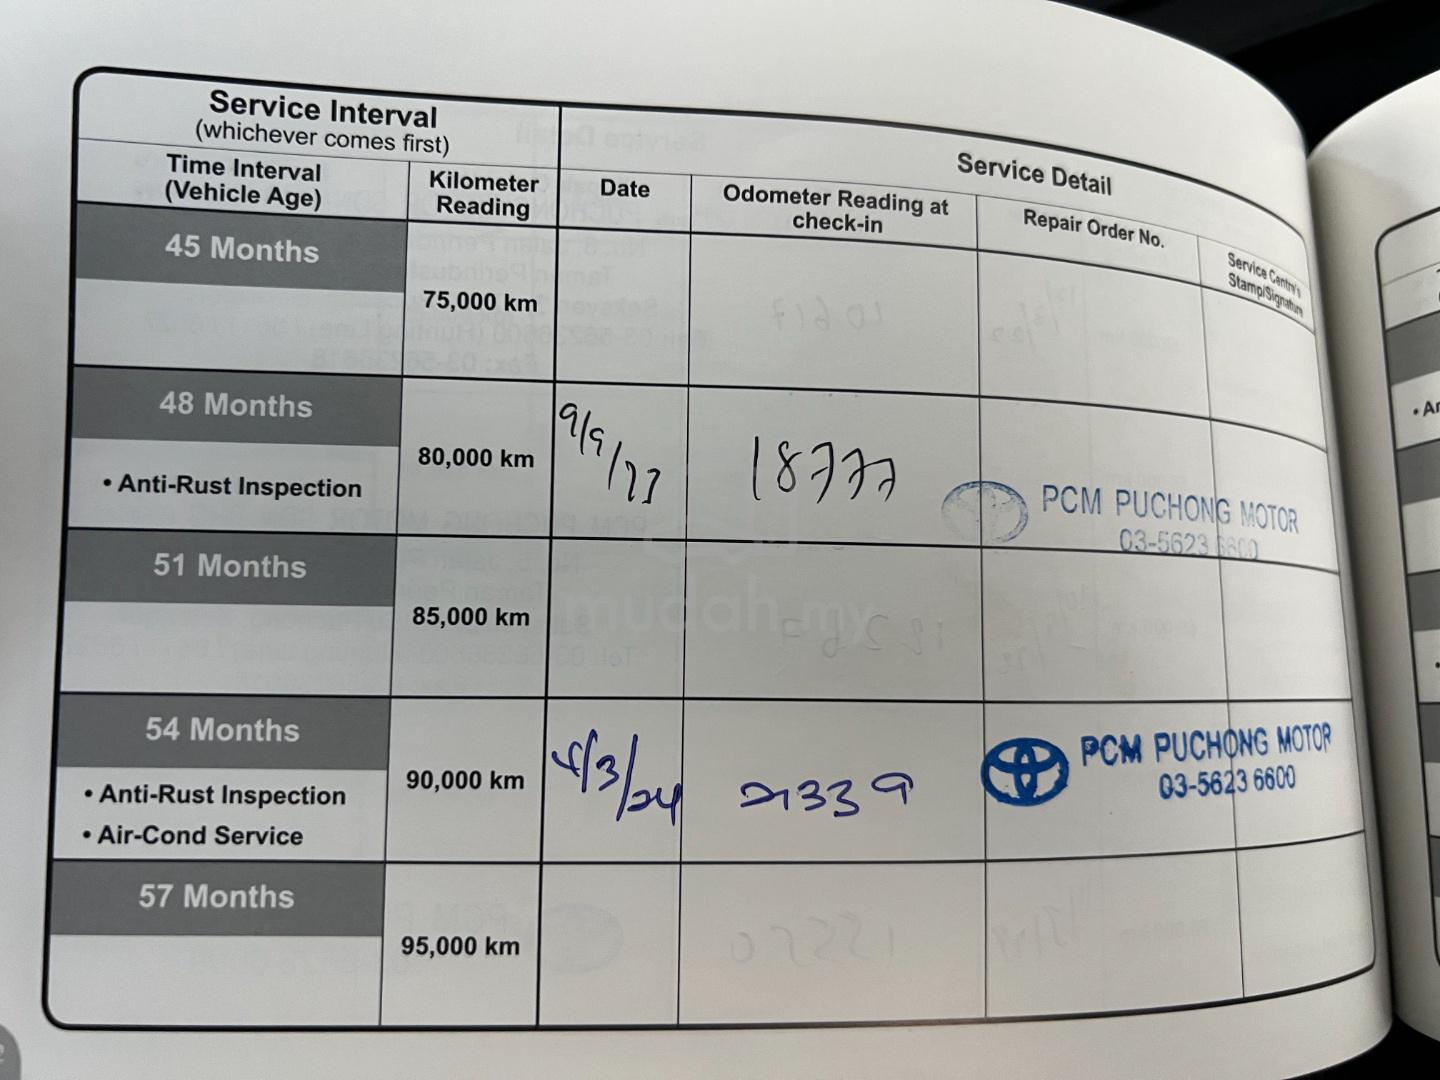 Service Interval
(whichever comes first)
Service Detail
Time Interval
(Vehicle Age)
Kilometer
Reading
Date
Odometer Reading at
check-in
Repair Order No.
Service Centre's
Stamp/Signature
45 Months
75,000 km
48 Months
• Anti-Rust Inspection
80,000 km
9/9/23
18777
PCM PUCHONG MOTOR
03-5623 6600
51 Months
85,000 km
mudah.my
54 Months
• Anti-Rust Inspection
• Air-Cond Service
90,000 km
/3/24
21339
PCM PUCHONG MOTOR
03-5623 6600
57 Months
95,000 km